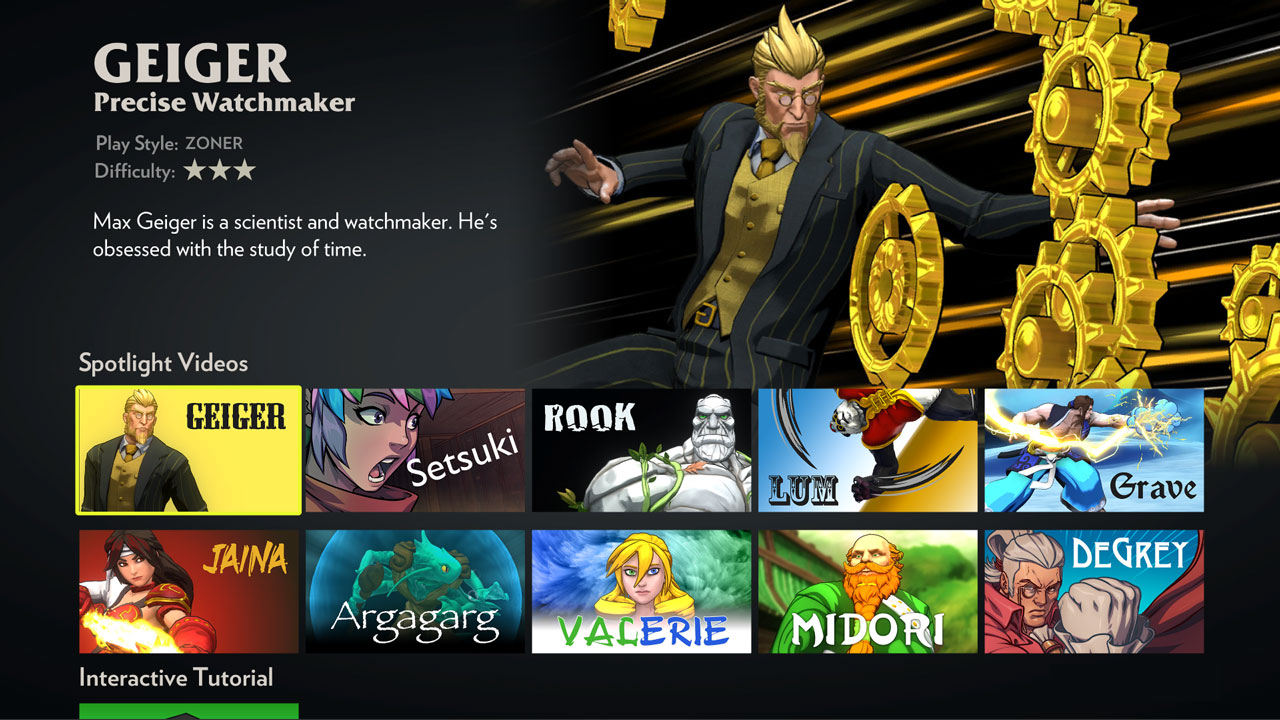 GEIGER
Precise Watchmaker
Play Style: ZONER
Difficulty: ★★★
Max Geiger is a scientist and watchmaker. He's
obsessed with the study of time.
Spotlight Videos
GEIGER
Setsuki
ROOK
LUM
Grave
JAINA
Argagarg
VALERIE
MIDORI
DEGREY
Interactive Tutorial